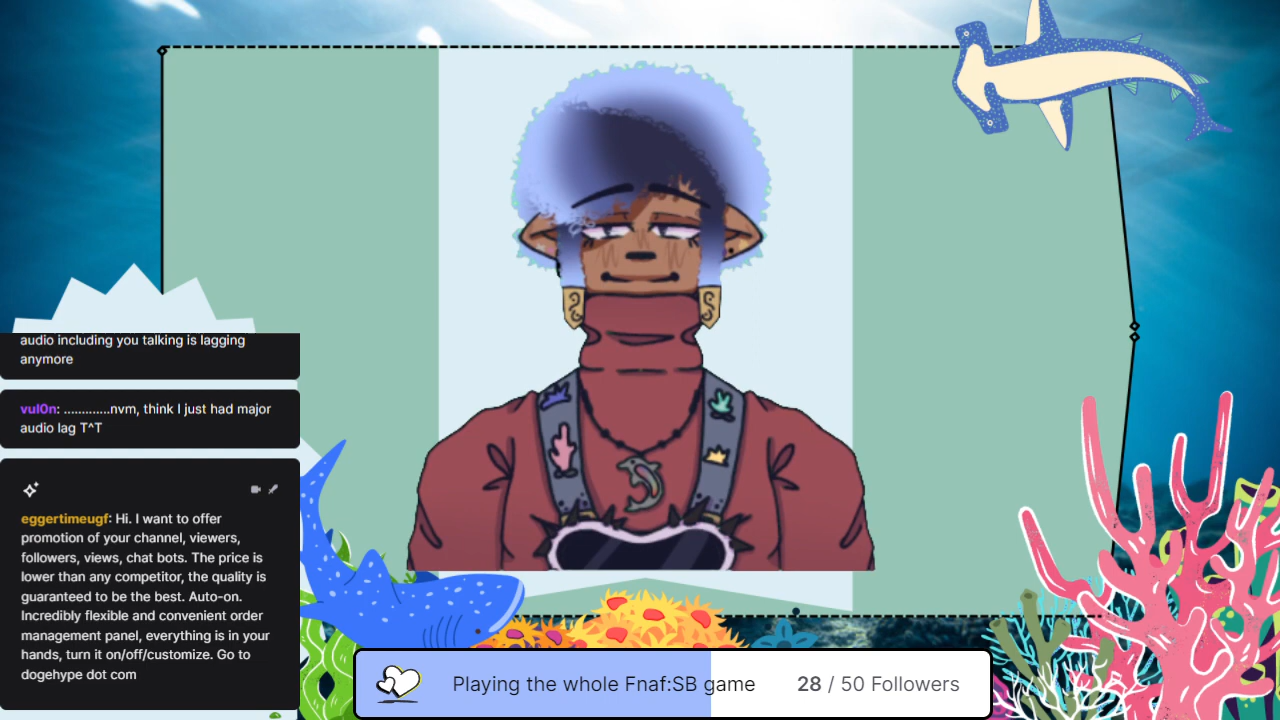 audio including you talking is lagging
anymore
vul0n: .............nvm, think I just had major
audio lag T^T
eggertimeugf: Hi. I want to offer
promotion of your channel, viewers,
followers, views, chat bots. The price is
lower than any competitor, the quality is
guaranteed to be the best. Auto-on.
Incredibly flexible and convenient order
management panel, everything is in your
hands, turn it on/off/customize. Go to
dogehype dot com
Playing the whole Fnaf:SB game 28 / 50 Followers